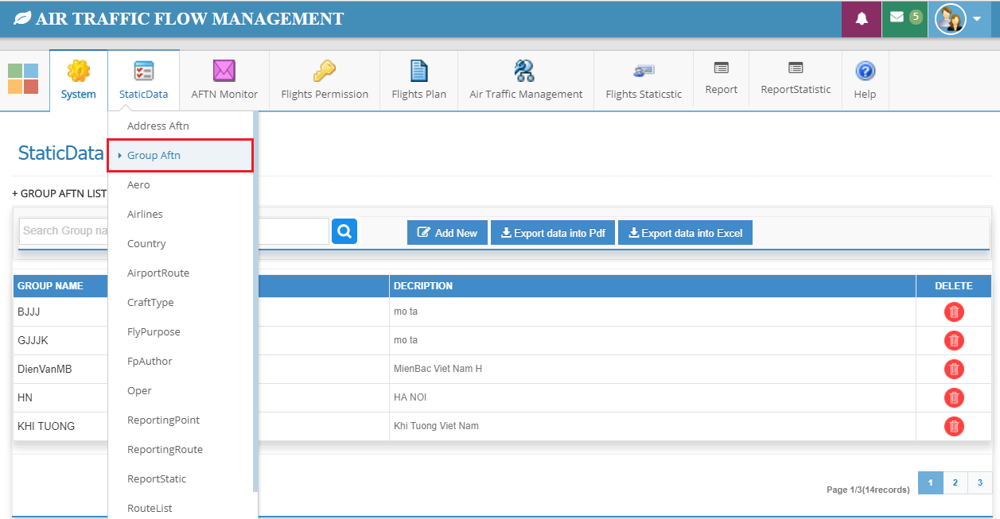 AIR TRAFFIC FLOW MANAGEMENT
5
System
StaticData
AFTN Monitor
Flights Permission
Flights Plan
Air Traffic Management
Flights Staticstic
Report
ReportStatistic
Help
Address Aftn
Group Aftn
Aero
Airlines
Country
AirportRoute
CraftType
FlyPurpose
FpAuthor
Oper
ReportingPoint
ReportingRoute
ReportStatic
RouteList
StaticData
+ GROUP AFTN LIST
Search Group na
Add New
Export data into Pdf
Export data into Excel
GROUP NAME DECRIPTION DELETE
BJJJ mo ta
GJJJK mo ta
DienVanMB MienBac Viet Nam H
HN HA NOI
KHI TUONG Khi Tuong Viet Nam
Page 1/3(14records) 1 2 3